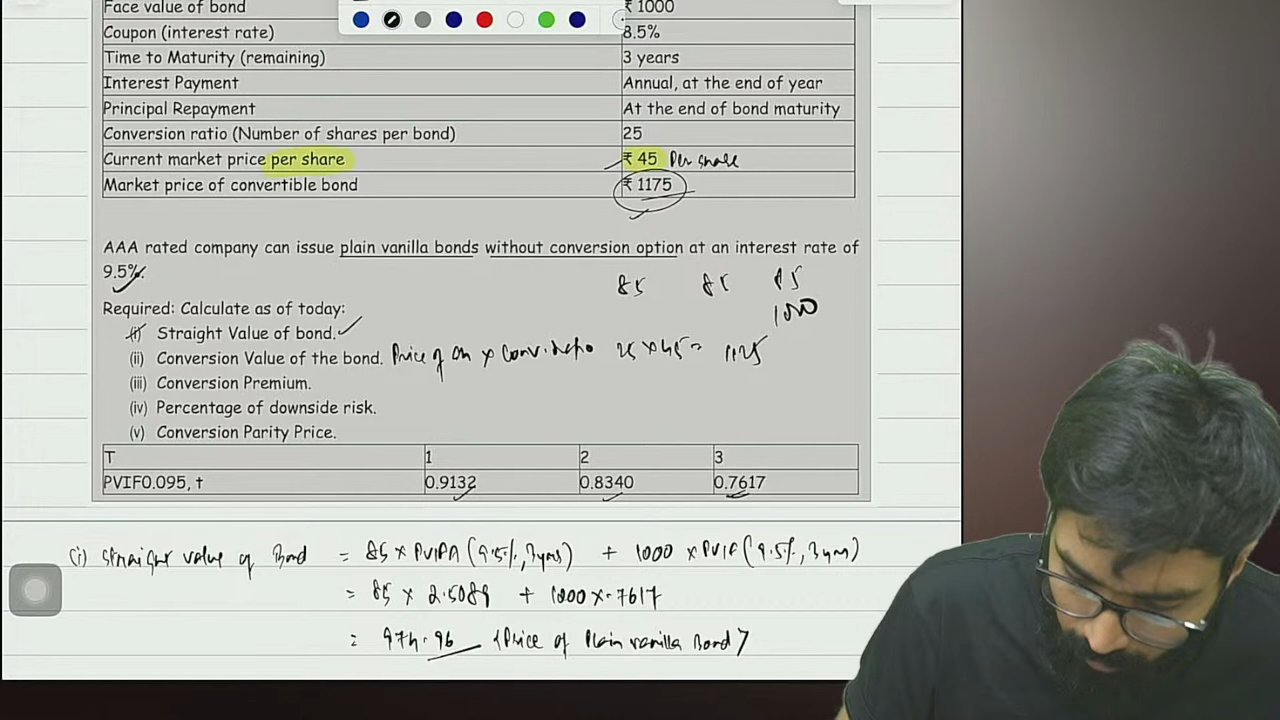 Face value of bond ₹ 1000
Coupon (interest rate) 8.5%
Time to Maturity (remaining) 3 years
Interest Payment Annual, at the end of year
Principal Repayment At the end of bond maturity
Conversion ratio (Number of shares per bond) 25
Current market price per share ₹ 45 Per share
Market price of convertible bond ₹ 1175
AAA rated company can issue plain vanilla bonds without conversion option at an interest rate of
9.5%.
85 85 85
1000
Required: Calculate as of today:
(i) Straight Value of bond.
(ii) Conversion Value of the bond. Price of sh x Conv. ratio 25 x 45 = 1125
(iii) Conversion Premium.
(iv) Percentage of downside risk.
(v) Conversion Parity Price.
T 1 2 3
PVIF0.095, t 0.9132 0.8340 0.7617
(i) Straight value of Bond = 85 x PVIFA (9.5%, 3 yrs) + 1000 x PVIF (9.5%, 3 yrs)
= 85 x 2.5089 + 1000 x .7617
= 974.96 {Price of Plain vanilla Bond}